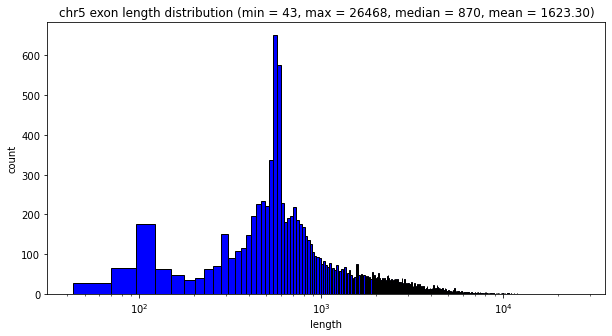 chr5 exon length distribution (min = 43, max = 26468, median = 870, mean = 1623.30)
600
500
400
300
200
100
0
count
10² 10³ 10⁴
length